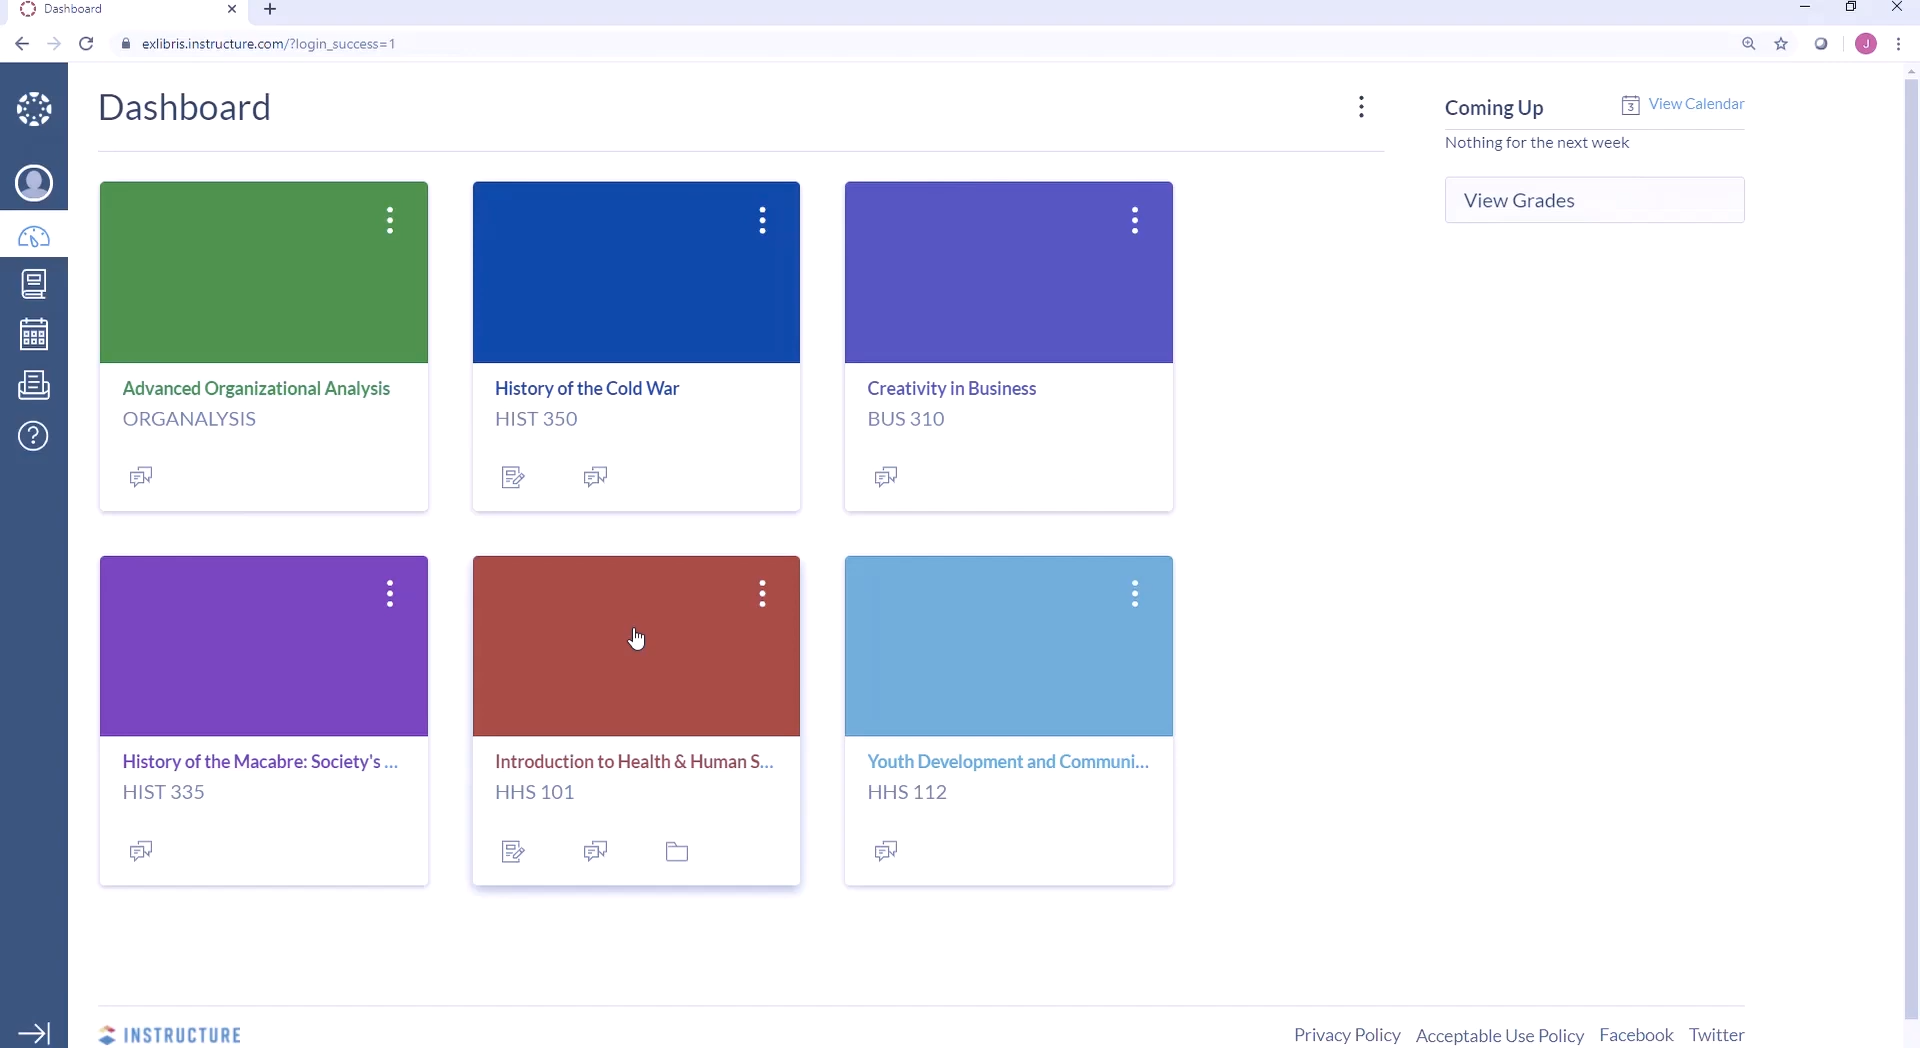 Dashboard
exlibris.instructure.com/?login_success=1
J
Dashboard
Coming Up
3
View Calendar
Nothing for the next week
View Grades
Advanced Organizational Analysis
ORGANALYSIS
History of the Cold War
HIST 350
Creativity in Business
BUS 310
History of the Macabre: Society's ...
HIST 335
Introduction to Health & Human S...
HHS 101
Youth Development and Communi...
HHS 112
?
INSTRUCTURE
Privacy Policy Acceptable Use Policy Facebook Twitter